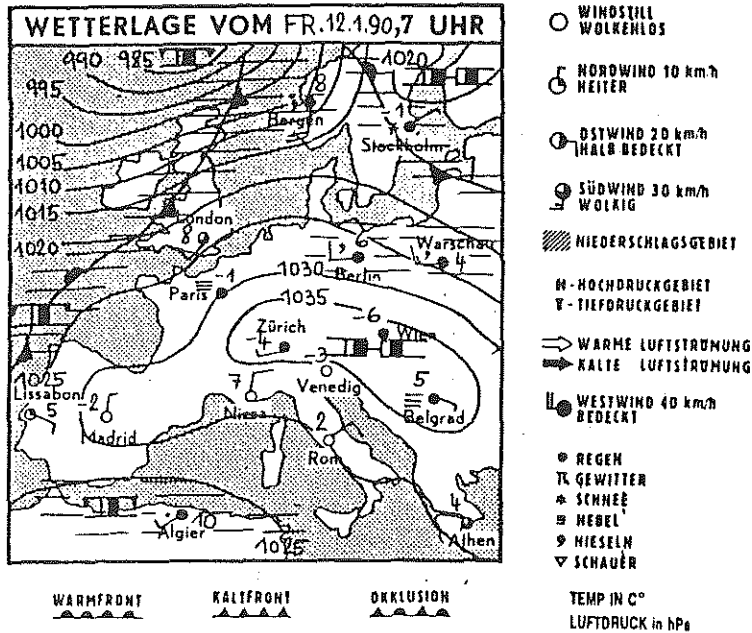 WETTERLAGE VOM FR.12.1.90,7 UHR
990
985
1020
995
8
Bergen
1000
-1
Stockholm
1005
1010
1015
London
8
1020
Warschau
4
Berlin
-1
1030
Paris
1035
-6
Zürich
-4
Wien
-3
Venedig
1025
Lissabon
5
-2
Madrid
7
Nizza
5
Belgrad
2
Rom
4
Athen
10
Algier
1025
WINDSTILL
WOLKENLOS
NORDWIND 10 km/h
HEITER
OSTWIND 20 km/h
HALB BEDECKT
SÜDWIND 30 km/h
WOLKIG
NIEDERSCHLAGSGEBIET
H-HOCHDRUCKGEBIET
T-TIEFDRUCKGEBIET
WARME LUFTSTRÖMUNG
KALTE LUFTSTRÖMUNG
WESTWIND 40 km/h
BEDECKT
REGEN
GEWITTER
SCHNEE
NEBEL
NIESELN
SCHAUER
TEMP IN C°
LUFTDRUCK in hPa
WARMFRONT
KALTFRONT
OKKLUSION